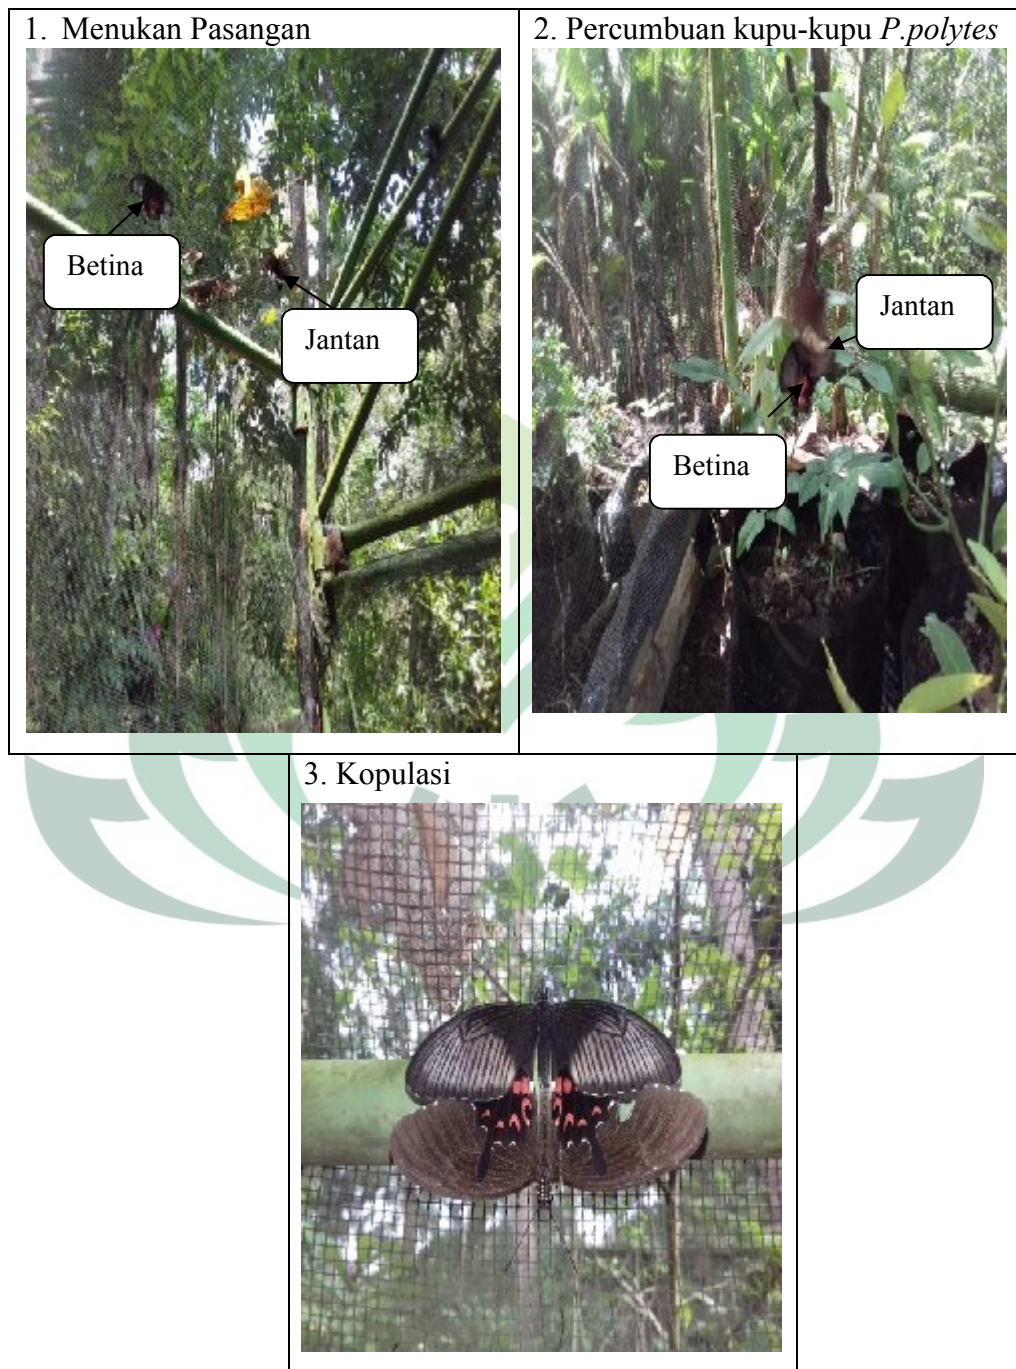 1. Menukan Pasangan
2. Percumbuan kupu-kupu P.polytes
Betina
Jantan
Jantan
Betina
3. Kopulasi